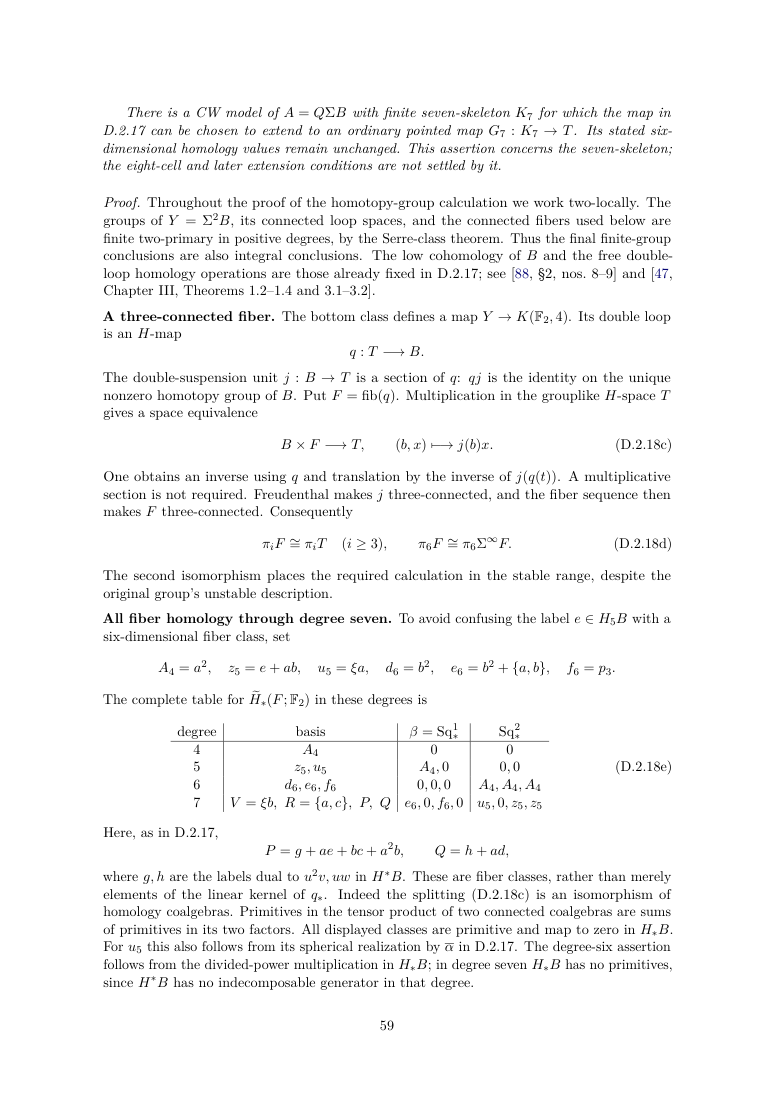 There is a CW model of A = QΣB with finite seven-skeleton K₇ for which the map in
D.2.17 can be chosen to extend to an ordinary pointed map G₇ : K₇ → T. Its stated six-
dimensional homology values remain unchanged. This assertion concerns the seven-skeleton;
the eight-cell and later extension conditions are not settled by it.
Proof. Throughout the proof of the homotopy-group calculation we work two-locally. The
groups of Y = Σ²B, its connected loop spaces, and the connected fibers used below are
finite two-primary in positive degrees, by the Serre-class theorem. Thus the final finite-group
conclusions are also integral conclusions. The low cohomology of B and the free double-
loop homology operations are those already fixed in D.2.17; see [88, §2, nos. 8–9] and [47,
Chapter III, Theorems 1.2–1.4 and 3.1–3.2].
A three-connected fiber. The bottom class defines a map Y → K(𝔽₂, 4). Its double loop
is an H-map
q : T ⟶ B.
The double-suspension unit j : B → T is a section of q: qj is the identity on the unique
nonzero homotopy group of B. Put F = fib(q). Multiplication in the grouplike H-space T
gives a space equivalence
B × F ⟶ T, (b, x) ⟼ j(b)x. (D.2.18c)
One obtains an inverse using q and translation by the inverse of j(q(t)). A multiplicative
section is not required. Freudenthal makes j three-connected, and the fiber sequence then
makes F three-connected. Consequently
πᵢF ≅ πᵢT (i ≥ 3), π₆F ≅ π₆Σ^∞F. (D.2.18d)
The second isomorphism places the required calculation in the stable range, despite the
original group's unstable description.
All fiber homology through degree seven. To avoid confusing the label e ∈ H₅B with a
six-dimensional fiber class, set
A₄ = a², z₅ = e + ab, u₅ = ξa, d₆ = b², e₆ = b² + {a, b}, f₆ = p₃.
The complete table for H̃_*(F; 𝔽₂) in these degrees is
degree basis β = Sq¹_* Sq²_*
4 A₄ 0 0
5 z₅, u₅ A₄, 0 0, 0
6 d₆, e₆, f₆ 0, 0, 0 A₄, A₄, A₄
7 V = ξb, R = {a, c}, P, Q e₆, 0, f₆, 0 u₅, 0, z₅, z₅
(D.2.18e)
Here, as in D.2.17,
P = g + ae + bc + a²b, Q = h + ad,
where g, h are the labels dual to u²v, uw in H^*B. These are fiber classes, rather than merely
elements of the linear kernel of q_*. Indeed the splitting (D.2.18c) is an isomorphism of
homology coalgebras. Primitives in the tensor product of two connected coalgebras are sums
of primitives in its two factors. All displayed classes are primitive and map to zero in H_*B.
For u₅ this also follows from its spherical realization by α̅ in D.2.17. The degree-six assertion
follows from the divided-power multiplication in H_*B; in degree seven H_*B has no primitives,
since H^*B has no indecomposable generator in that degree.
59